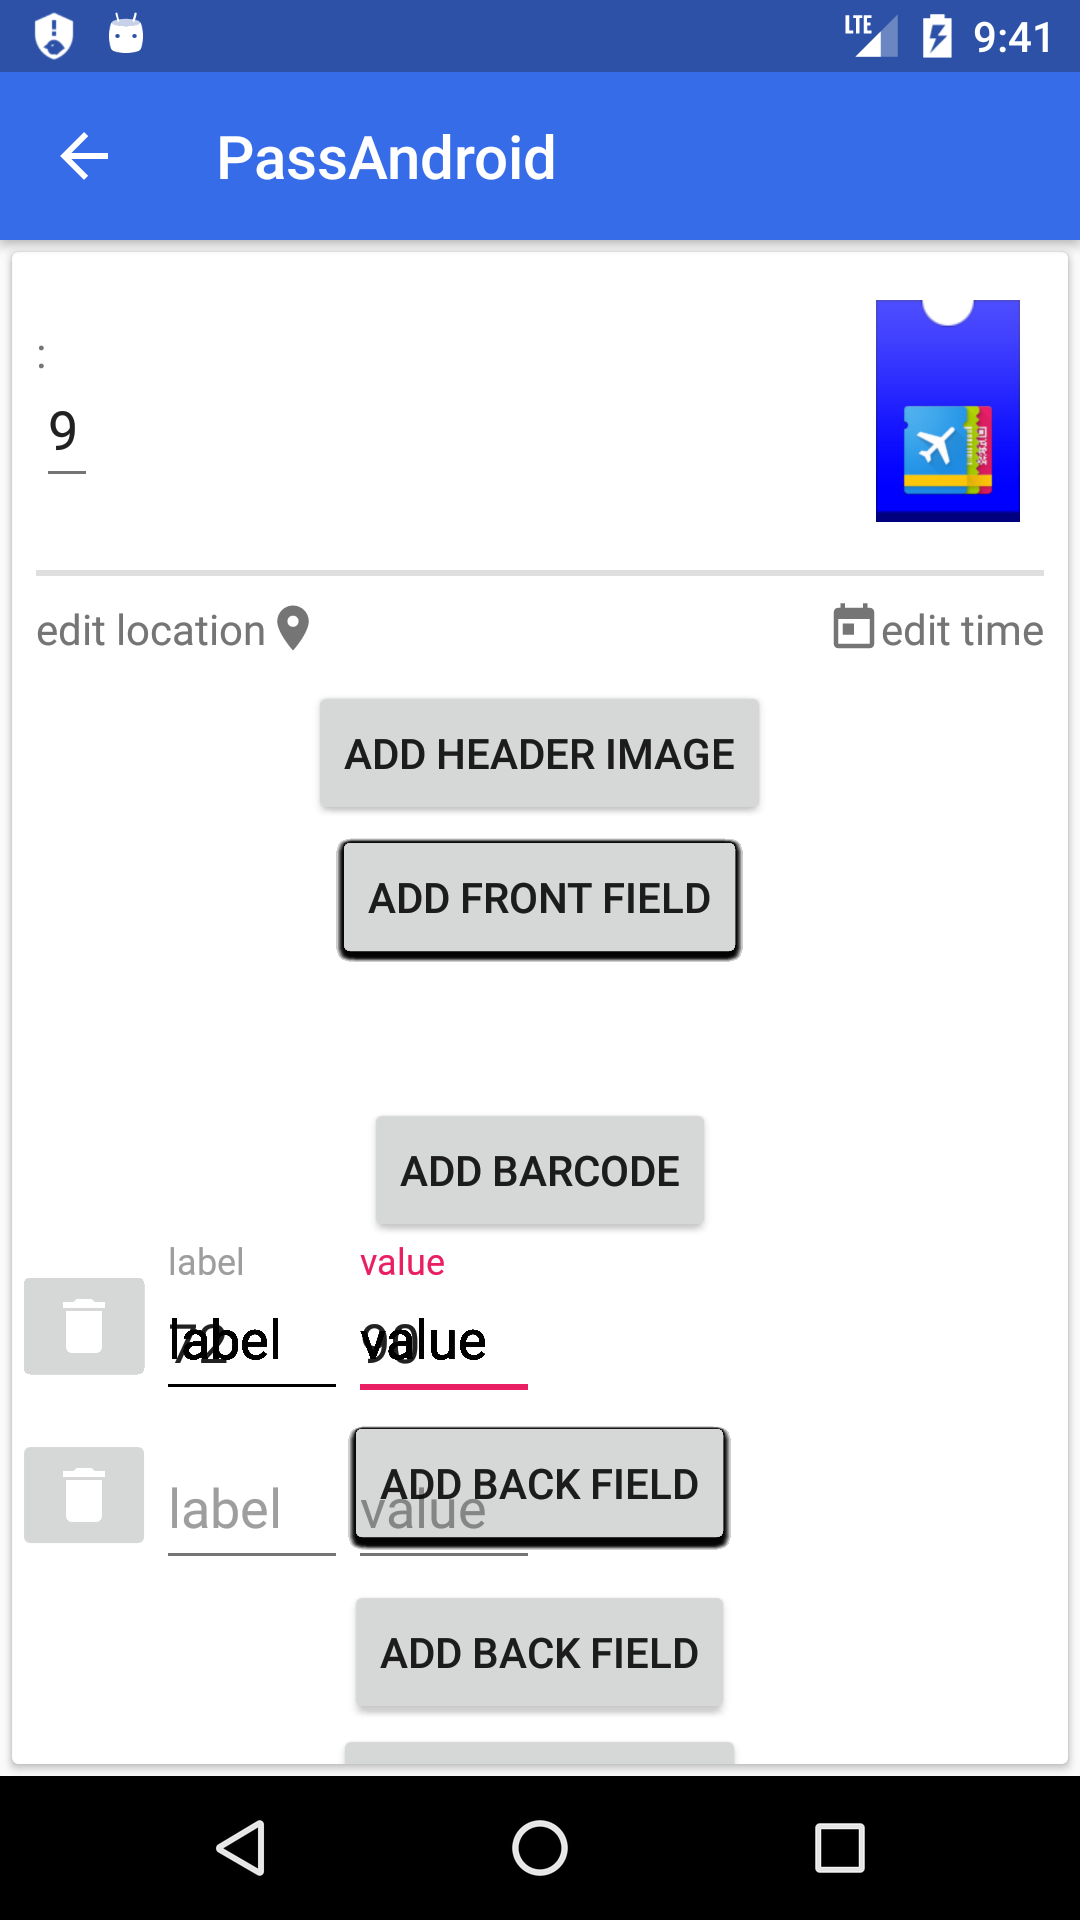 LTE 9:41
PassAndroid
:
9
edit location edit time
ADD HEADER IMAGE
ADD FRONT FIELD
ADD BARCODE
label value
label value
72 90
ADD BACK FIELD
label value
ADD BACK FIELD